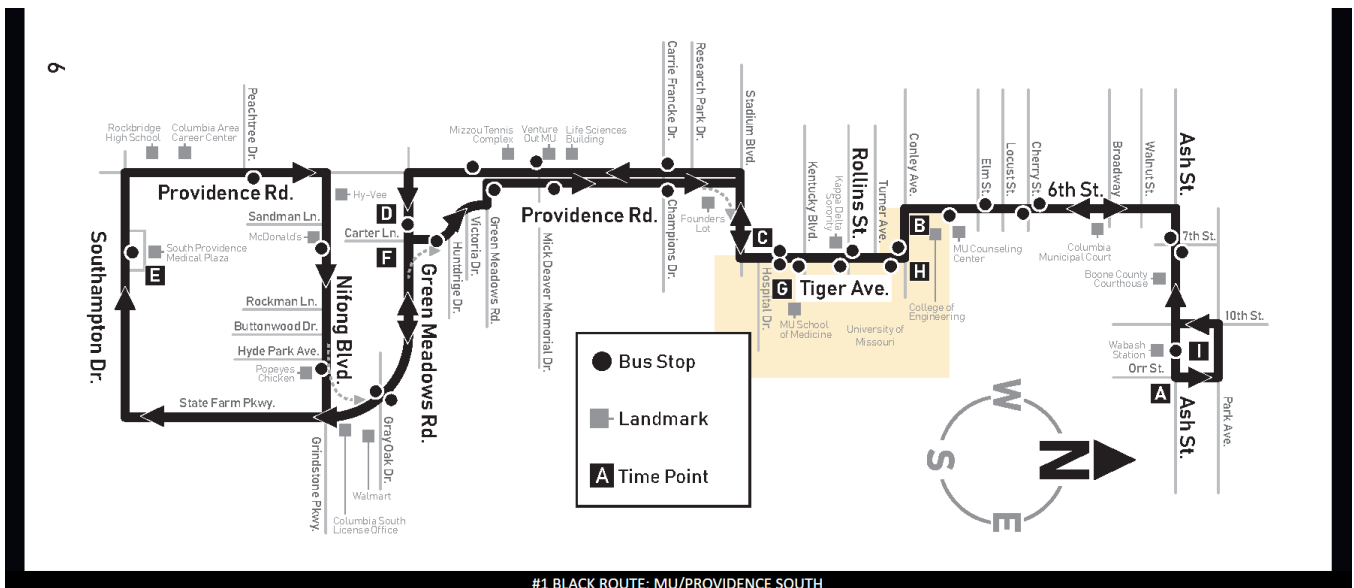 6
Rockbridge
High School
Columbia Area
Career Center
Peachtree Dr.
Providence Rd.
Hy-Vee
Sandman Ln.
McDonald's
South Providence
Medical Plaza
E
Southampton Dr.
Rockman Ln.
Buttonwood Dr.
Hyde Park Ave.
Popeyes
Chicken
Nifong Blvd.
State Farm Pkwy.
Grindstone Pkwy.
Columbia South
License Office
Walmart
Gray Oak Dr.
D
Carter Ln.
F
Green Meadows Rd.
Huntdrige Dr.
Victoria Dr.
Green Meadows Rd.
Mizzou Tennis
Complex
Venture
Out MU
Life Sciences
Building
Providence Rd.
Mick Deaver Memorial Dr.
Carrie Francke Dr.
Research Park Dr.
Champions Dr.
Founders
Lot
Stadium Blvd.
C
Hospital Dr.
G
Tiger Ave.
MU School
of Medicine
University of
Missouri
Kentucky Blvd.
Kappa Delta
Sorority
Rollins St.
Turner Ave.
Conley Ave.
B
H
College of
Engineering
MU Counseling
Center
Elm St.
Locust St.
Cherry St.
6th St.
Columbia
Municipal Court
Broadway
Walnut St.
Ash St.
7th St.
Boone County
Courthouse
10th St.
Wabash
Station
I
Orr St.
A
Ash St.
Park Ave.
Bus Stop
Landmark
A Time Point
W
N
S
E
#1 BLACK ROUTE: MU/PROVIDENCE SOUTH